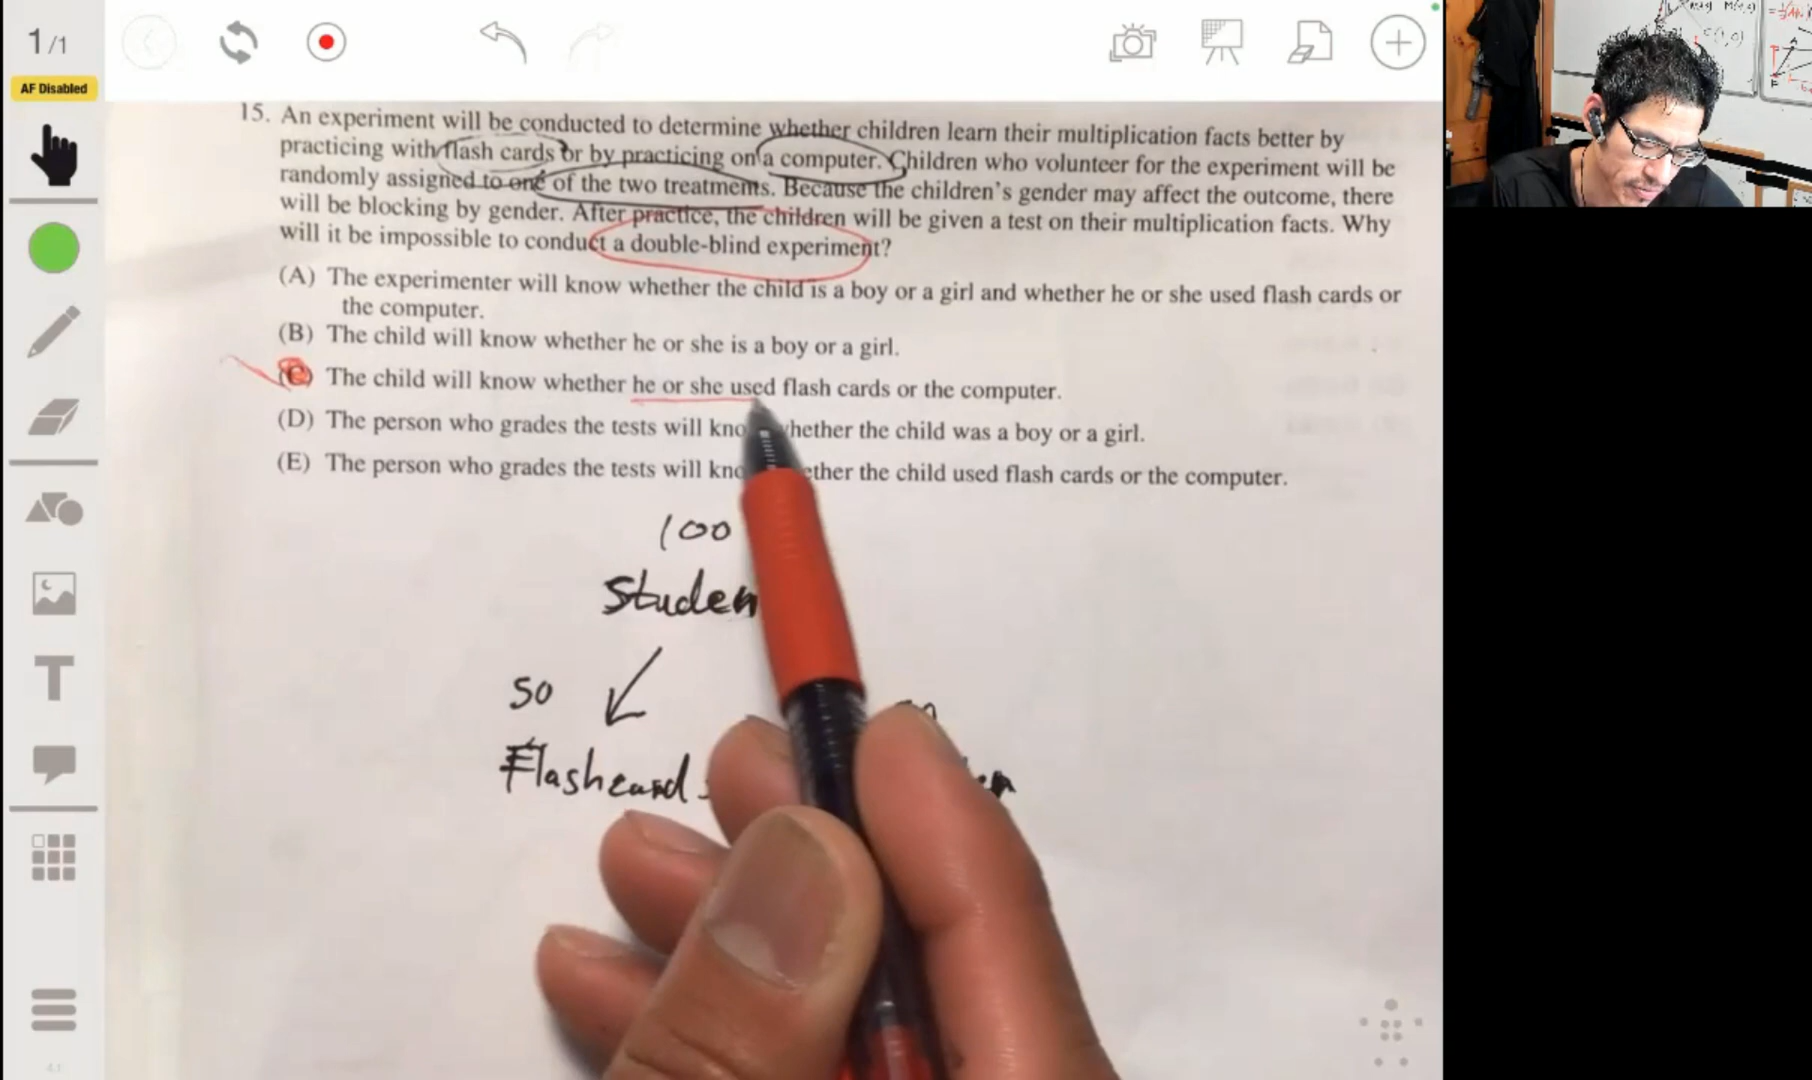 1/1
AF Disabled
15. An experiment will be conducted to determine whether children learn their multiplication facts better by
practicing with flash cards or by practicing on a computer. Children who volunteer for the experiment will be
randomly assigned to one of the two treatments. Because the children's gender may affect the outcome, there
will be blocking by gender. After practice, the children will be given a test on their multiplication facts. Why
will it be impossible to conduct a double-blind experiment?
(A) The experimenter will know whether the child is a boy or a girl and whether he or she used flash cards or
the computer.
(B) The child will know whether he or she is a boy or a girl.
(C) The child will know whether he or she used flash cards or the computer.
(D) The person who grades the tests will whether the child was a boy or a girl.
(E) The person who grades the tests will the child used flash cards or the computer.
100
Studen
50
Flashcard
T